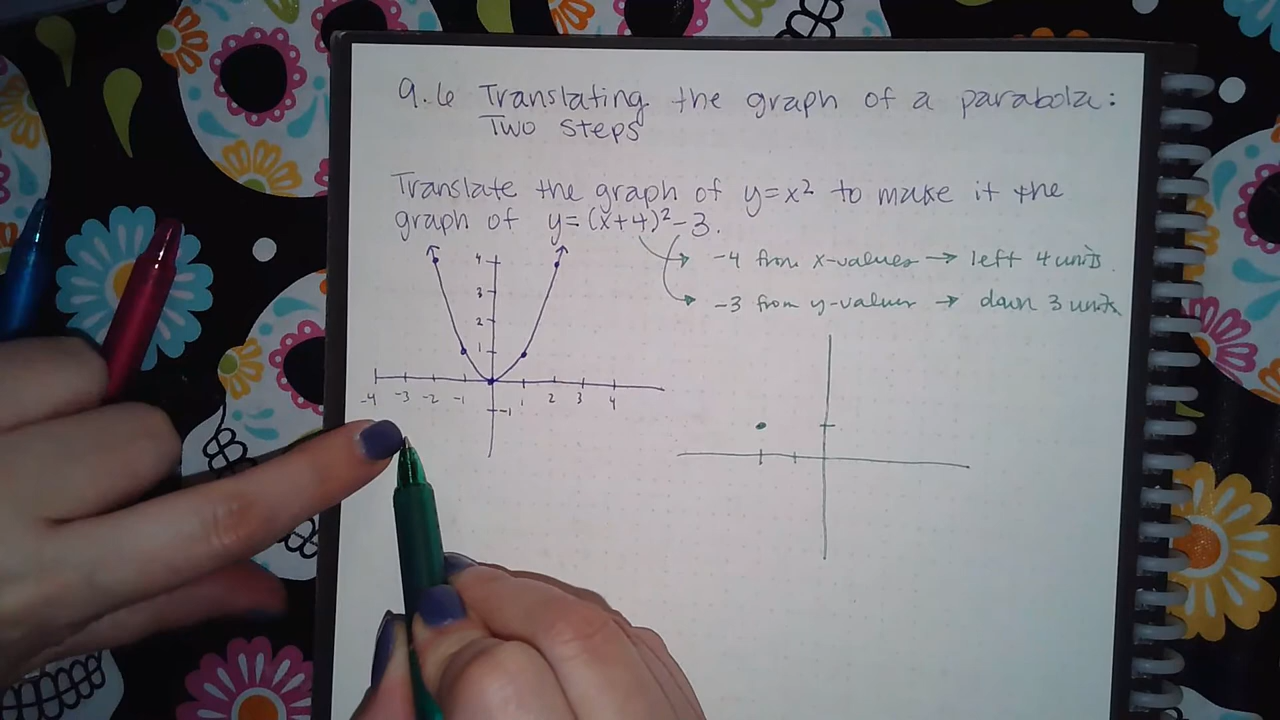 9.6 Translating the graph of a parabola:
Two steps
Translate the graph of y=x² to make it the
graph of y=(x+4)²-3.
-4 from x-values → left 4 units.
-3 from y-values → down 3 units
4
3
2
1
-4 -3 -2 -1 1 2 3 4
-1